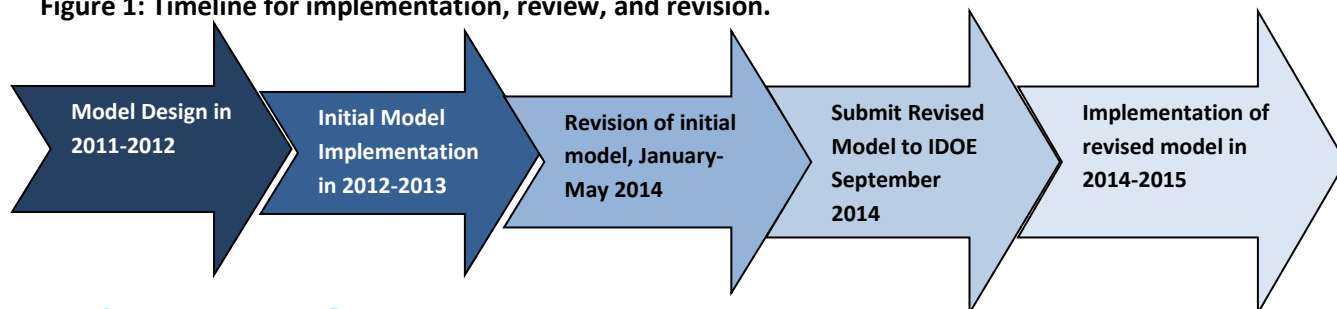 Figure 1: Timeline for implementation, review, and revision.
Model Design in
2011-2012
Initial Model
Implementation
in 2012-2013
Revision of initial
model, January-
May 2014
Submit Revised
Model to IDOE
September
2014
Implementation of
revised model in
2014-2015